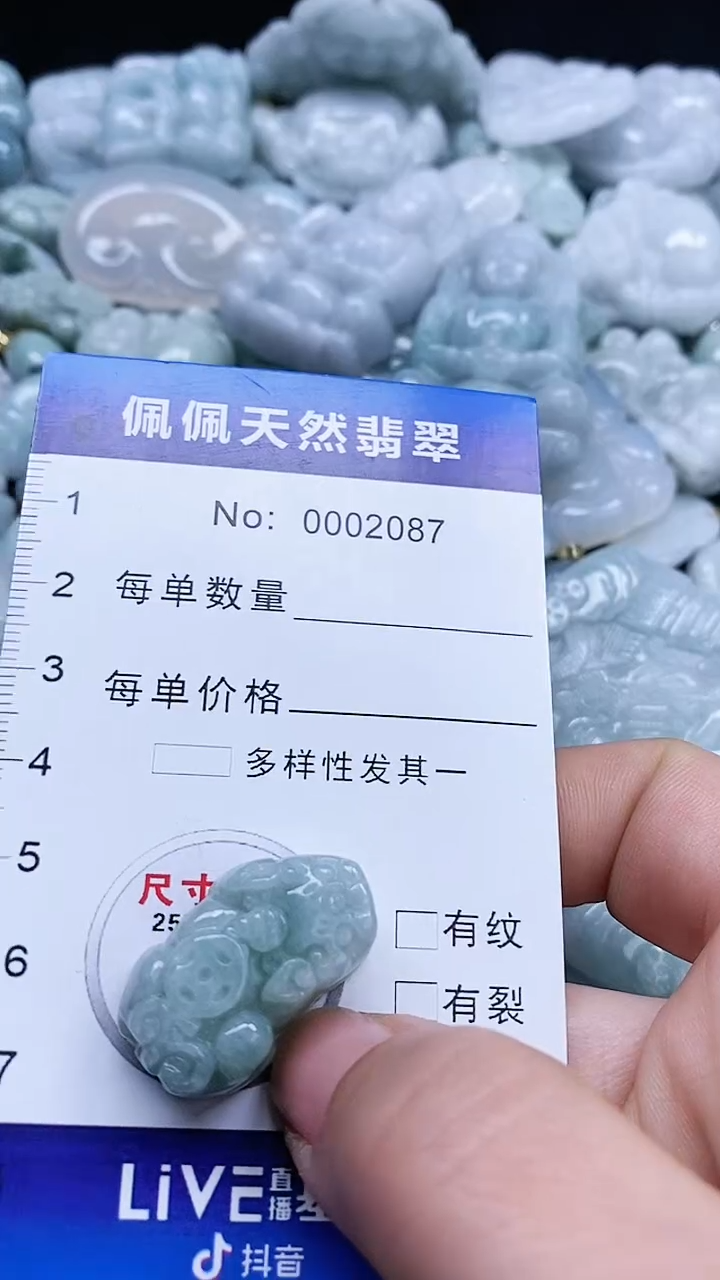 佩佩天然翡翠
No: 0002087
每单数量
每单价格
多样性发其一
尺寸
25
有纹
有裂
1
2
3
4
5
6
7
LiVE直播
抖音